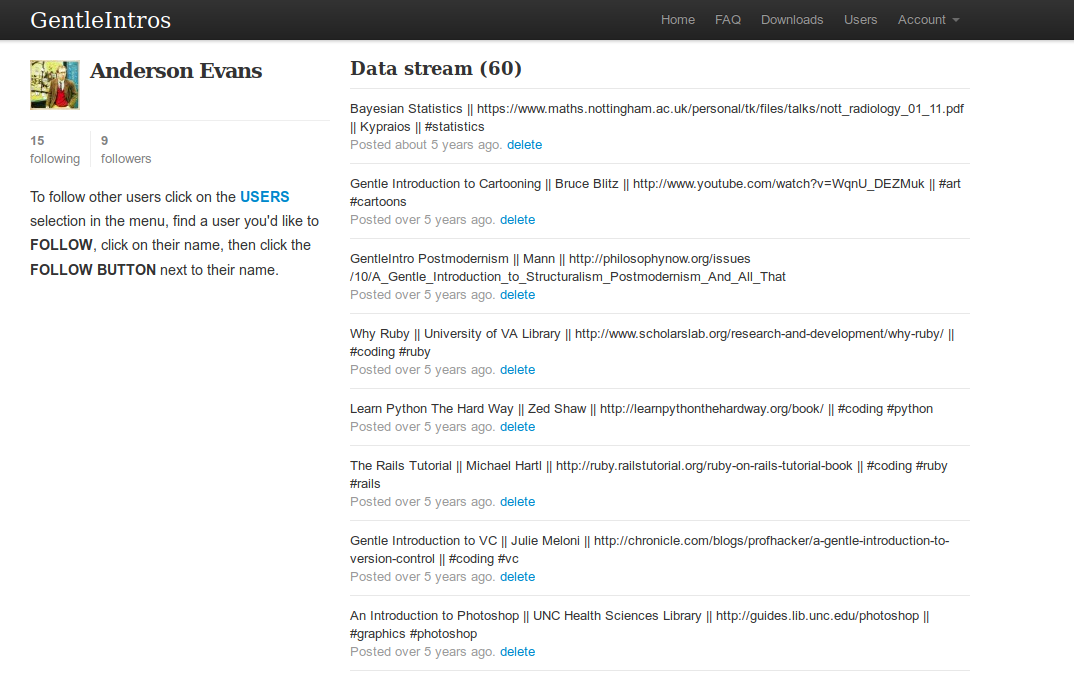 GentleIntros
Home FAQ Downloads Users Account
Anderson Evans
15 9
following followers
To follow other users click on the USERS
selection in the menu, find a user you'd like to
FOLLOW, click on their name, then click the
FOLLOW BUTTON next to their name.
Data stream (60)
Bayesian Statistics || https://www.maths.nottingham.ac.uk/personal/tk/files/talks/nott_radiology_01_11.pdf
|| Kypraios || #statistics
Posted about 5 years ago. delete
Gentle Introduction to Cartooning || Bruce Blitz || http://www.youtube.com/watch?v=WqnU_DEZMuk || #art
#cartoons
Posted over 5 years ago. delete
GentleIntro Postmodernism || Mann || http://philosophynow.org/issues
/10/A_Gentle_Introduction_to_Structuralism_Postmodernism_And_All_That
Posted over 5 years ago. delete
Why Ruby || University of VA Library || http://www.scholarslab.org/research-and-development/why-ruby/ ||
#coding #ruby
Posted over 5 years ago. delete
Learn Python The Hard Way || Zed Shaw || http://learnpythonthehardway.org/book/ || #coding #python
Posted over 5 years ago. delete
The Rails Tutorial || Michael Hartl || http://ruby.railstutorial.org/ruby-on-rails-tutorial-book || #coding #ruby
#rails
Posted over 5 years ago. delete
Gentle Introduction to VC || Julie Meloni || http://chronicle.com/blogs/profhacker/a-gentle-introduction-to-
version-control || #coding #vc
Posted over 5 years ago. delete
An Introduction to Photoshop || UNC Health Sciences Library || http://guides.lib.unc.edu/photoshop ||
#graphics #photoshop
Posted over 5 years ago. delete